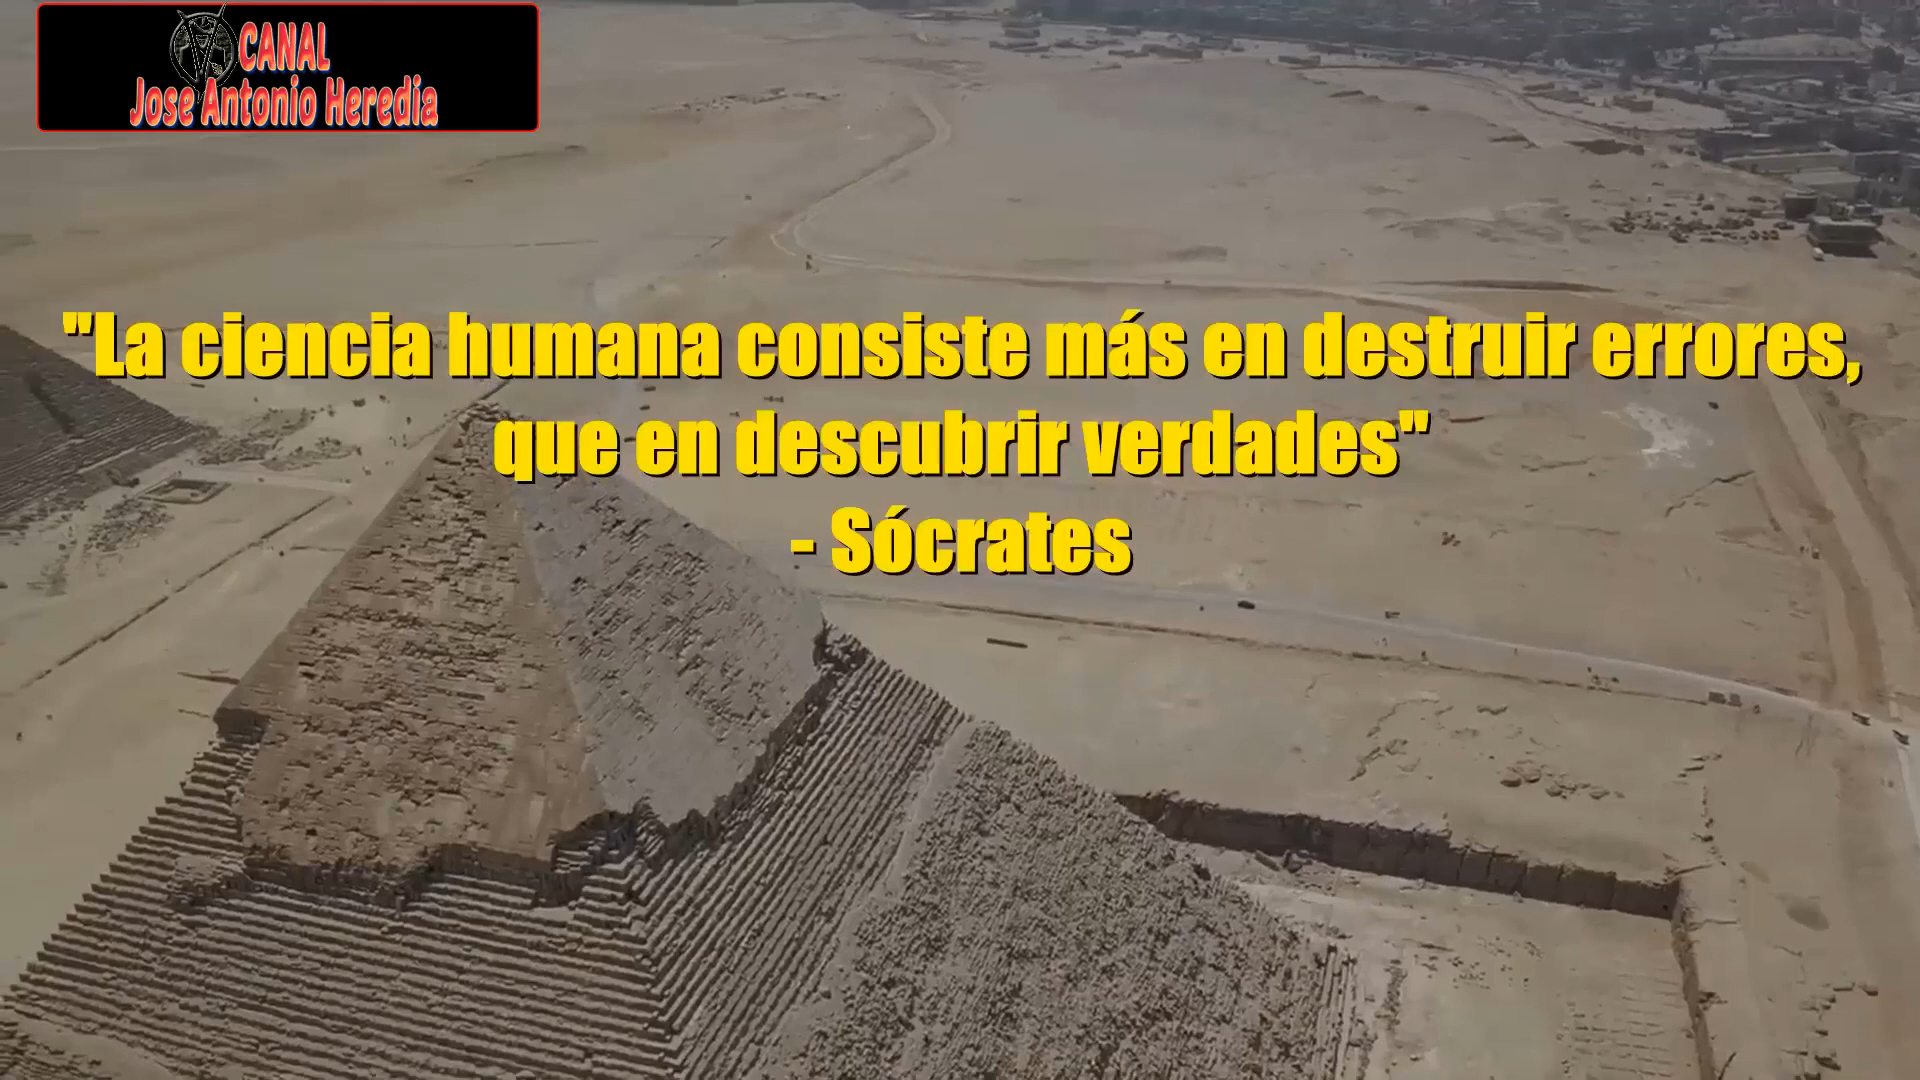 CANAL
Jose Antonio Heredia
"La ciencia humana consiste más en destruir errores,
que en descubrir verdades"
- Sócrates